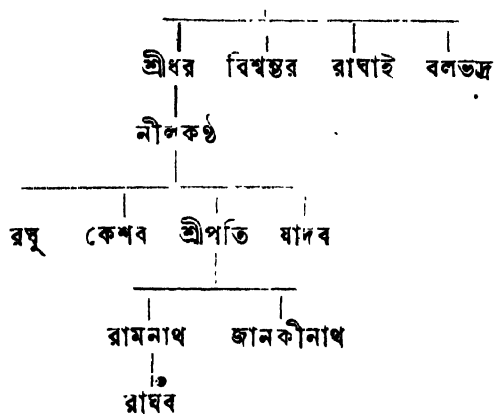 শ্রীধর বিশ্বম্ভর রাঘাই বলভদ্র
নীলকণ্ঠ
রঘু কেশব শ্রীপতি যাদব
রামনাথ জানকীনাথ
রাঘব